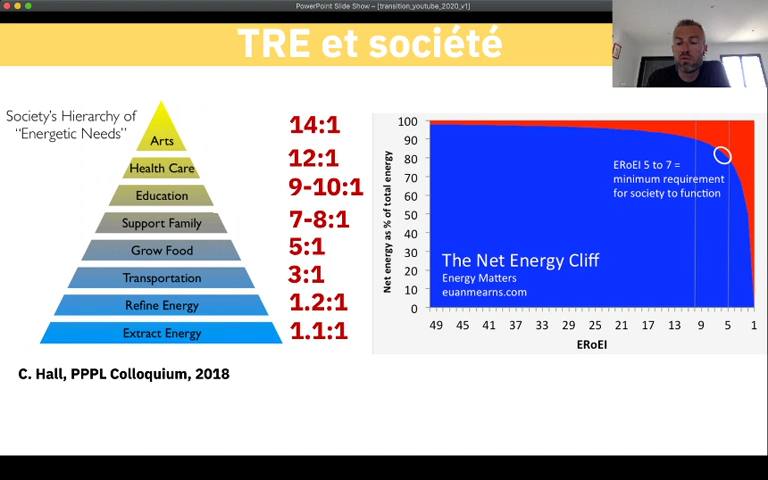 PowerPoint Slide Show – [transition_youtube_2020_v1]
TRE et société
Society's Hierarchy of
"Energetic Needs"
Arts
14:1
Health Care
12:1
Education
9-10:1
Support Family
7-8:1
Grow Food
5:1
Transportation
3:1
Refine Energy
1.2:1
Extract Energy
1.1:1
C. Hall, PPPL Colloquium, 2018
Net energy as % of total energy
100
90
80
70
60
50
40
30
20
10
0
ERoEI 5 to 7 =
minimum requirement
for society to function
The Net Energy Cliff
Energy Matters
euanmearns.com
49 45 41 37 33 29 25 21 17 13 9 5 1
ERoEI